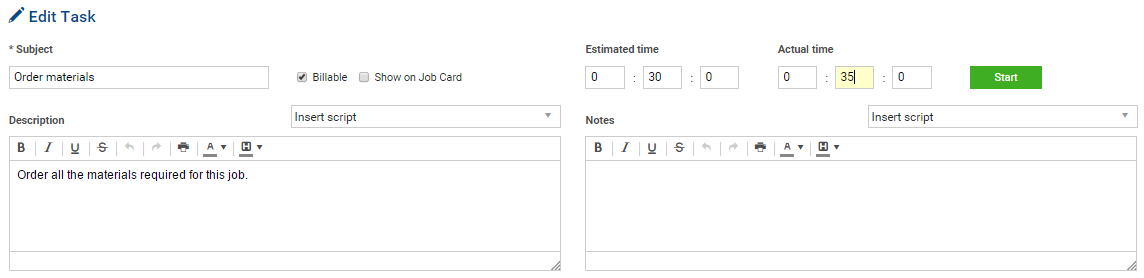 Edit Task
* Subject
Estimated time
Actual time
Order materials
Billable
Show on Job Card
0 : 30 : 0
0 : 35 : 0
Start
Description
Insert script
Notes
Insert script
B I U S A H
B I U S A H
Order all the materials required for this job.